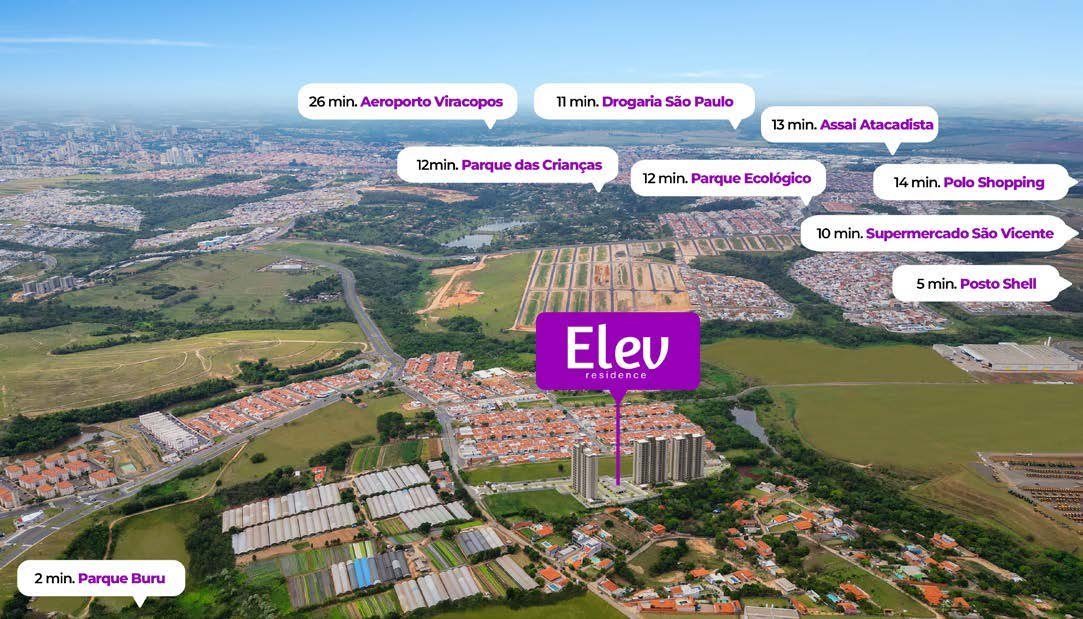 26 min. Aeroporto Viracopos
11 min. Drogaria São Paulo
13 min. Assai Atacadista
12min. Parque das Crianças
12 min. Parque Ecológico
14 min. Polo Shopping
10 min. Supermercado São Vicente
5 min. Posto Shell
Elev
residence
2 min. Parque Buru